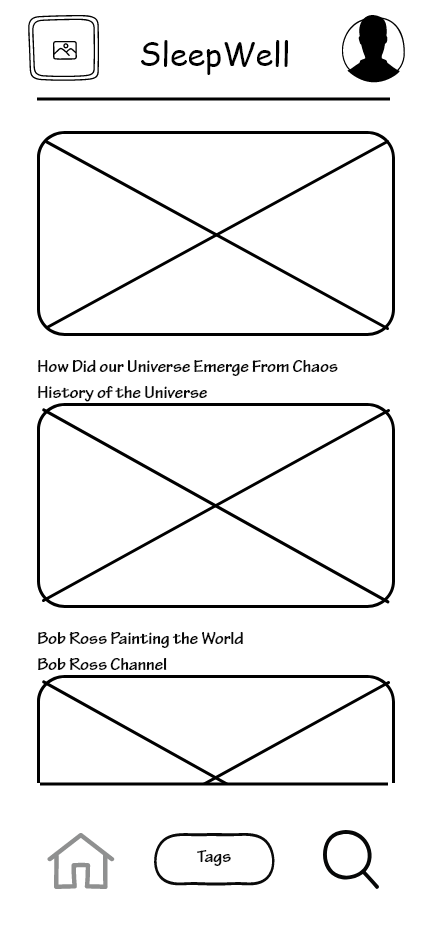 SleepWell
How Did our Universe Emerge From Chaos
History of the Universe
Bob Ross Painting the World
Bob Ross Channel
Tags